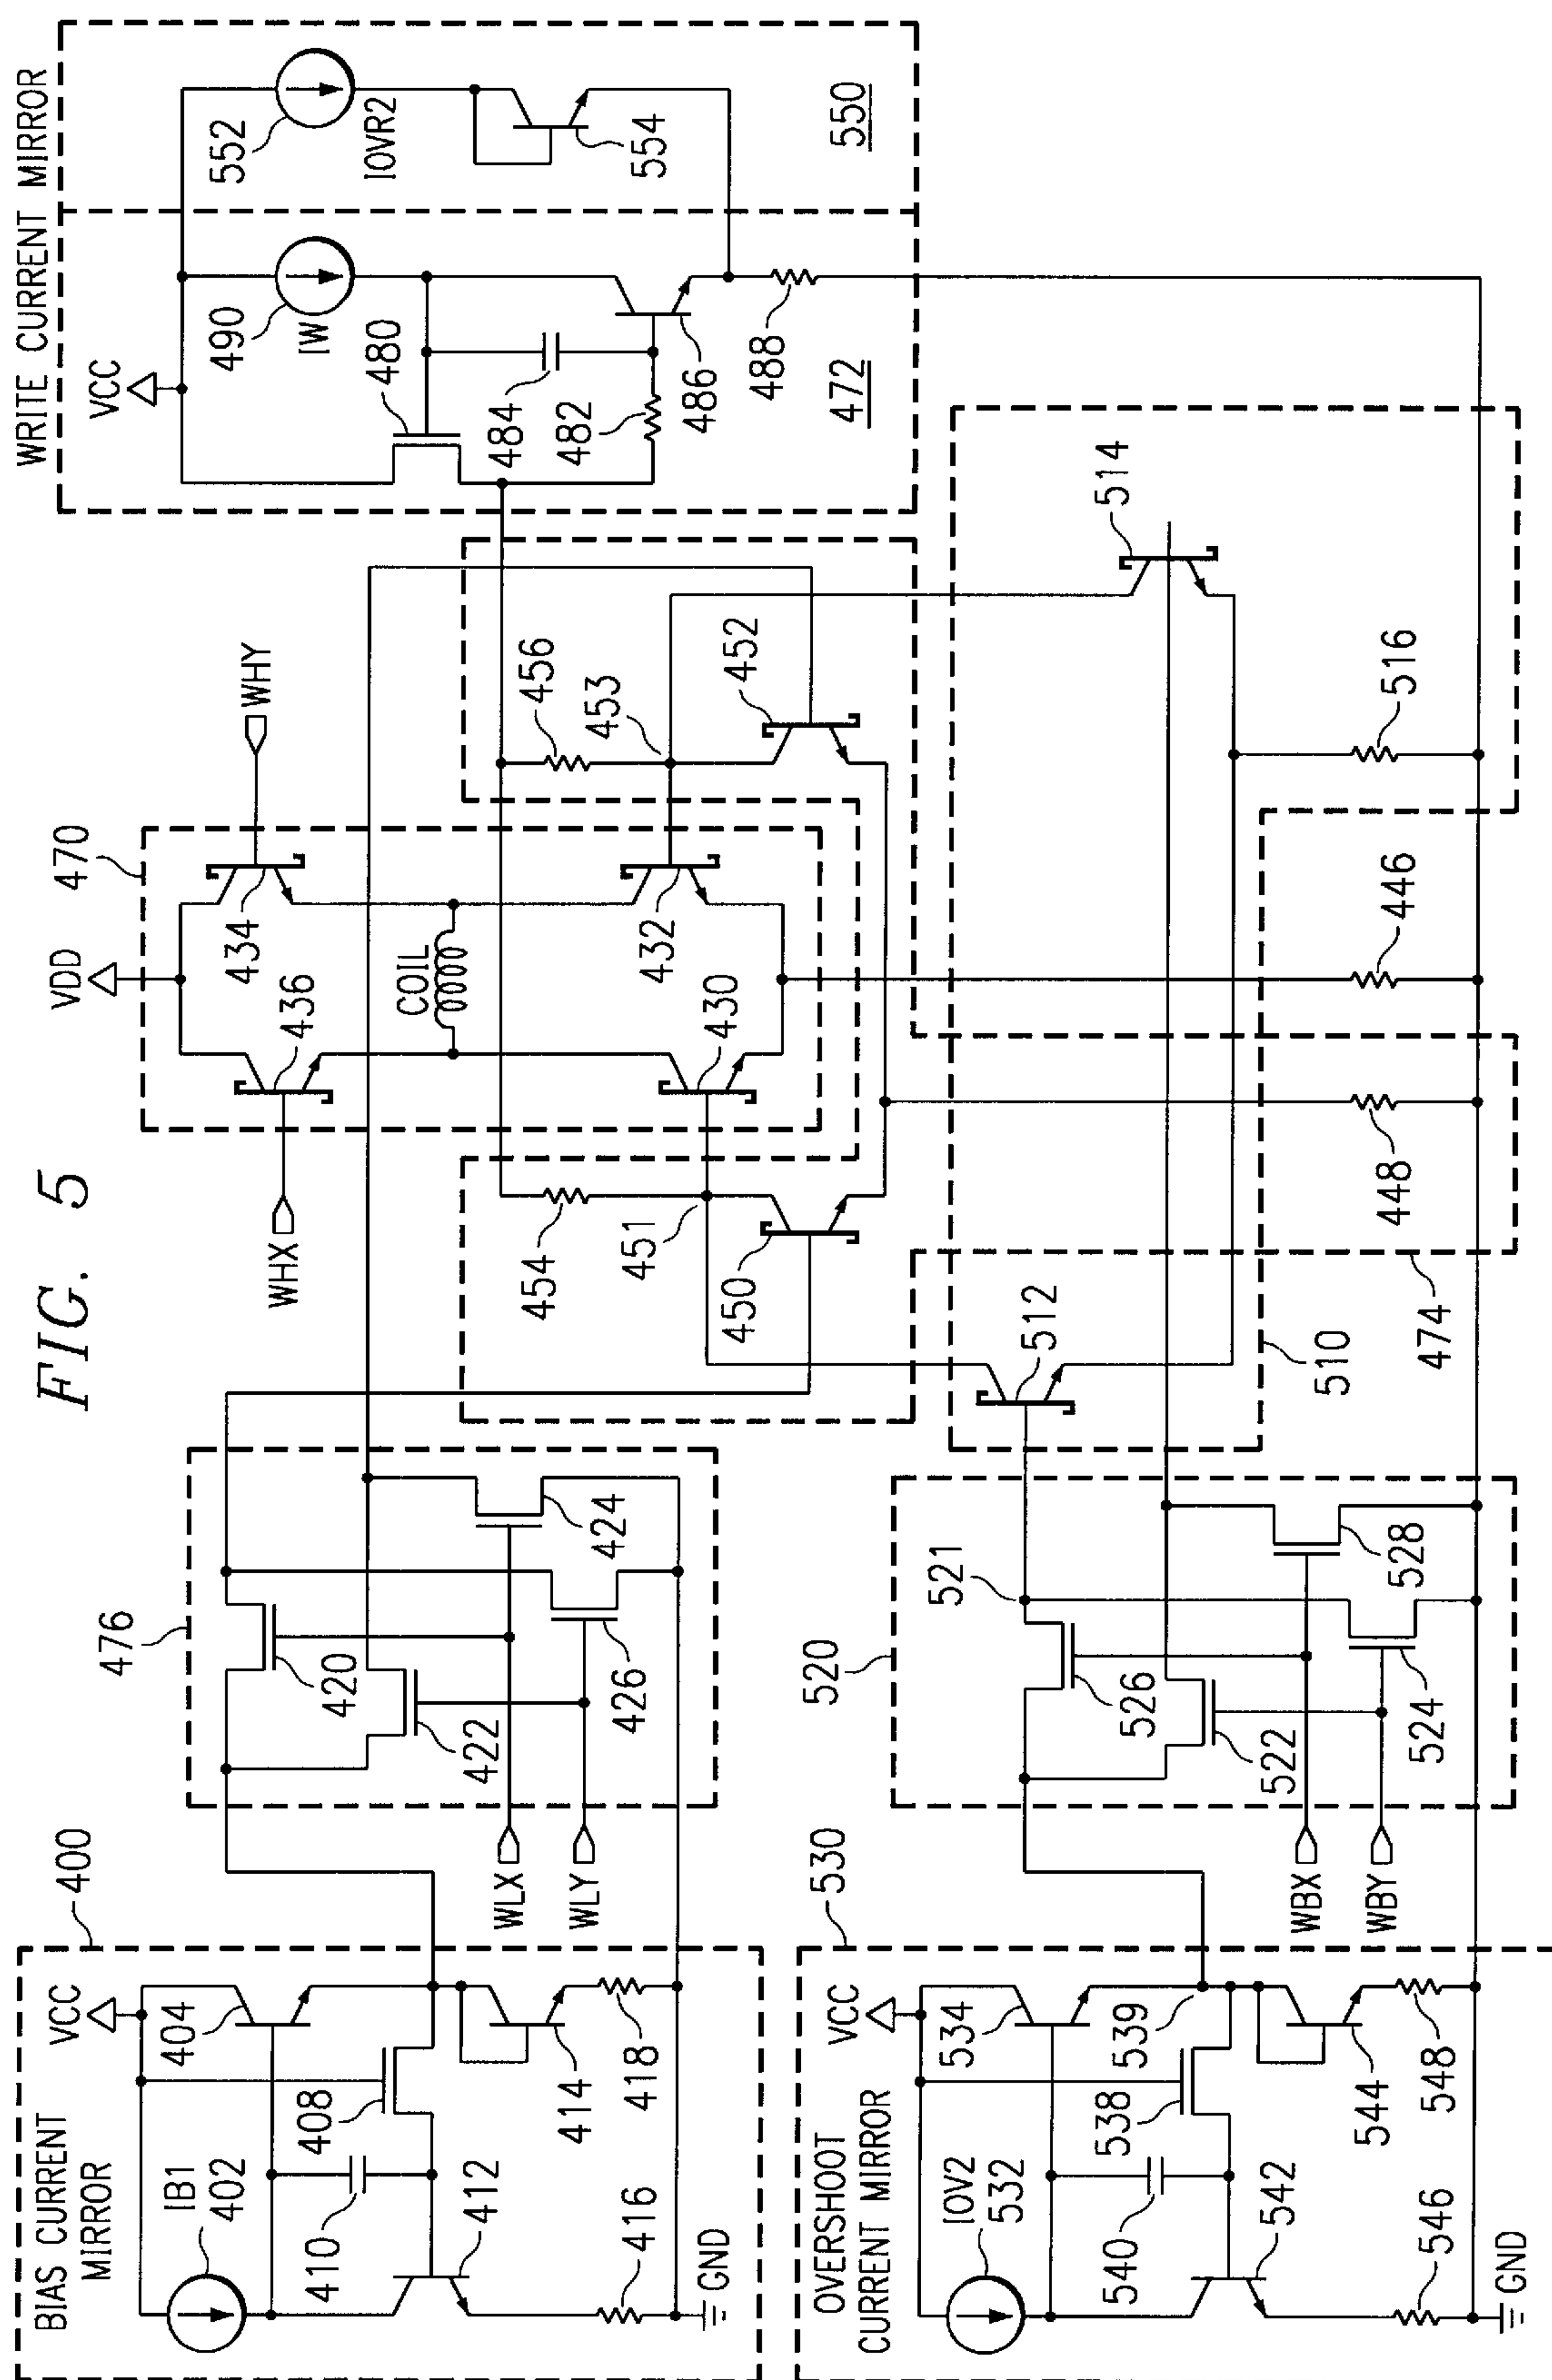 FIG. 5
BIAS CURRENT
MIRROR
VCC
400
IB1
402
404
408
410
412
414
416
418
GND
WLX
WLY
476
420
422
424
426
OVERSHOOT
CURRENT MIRROR
VCC
530
IOV2
532
534
538
539
540
542
544
546
548
GND
WBX
WBY
520
521
522
524
526
528
WHX
WHY
VDD
470
436
434
COIL
430
432
454
451
450
456
453
452
512
514
510
474
448
446
516
WRITE CURRENT MIRROR
VCC
490
IW
480
484
482
486
488
472
552
IOVR2
554
550